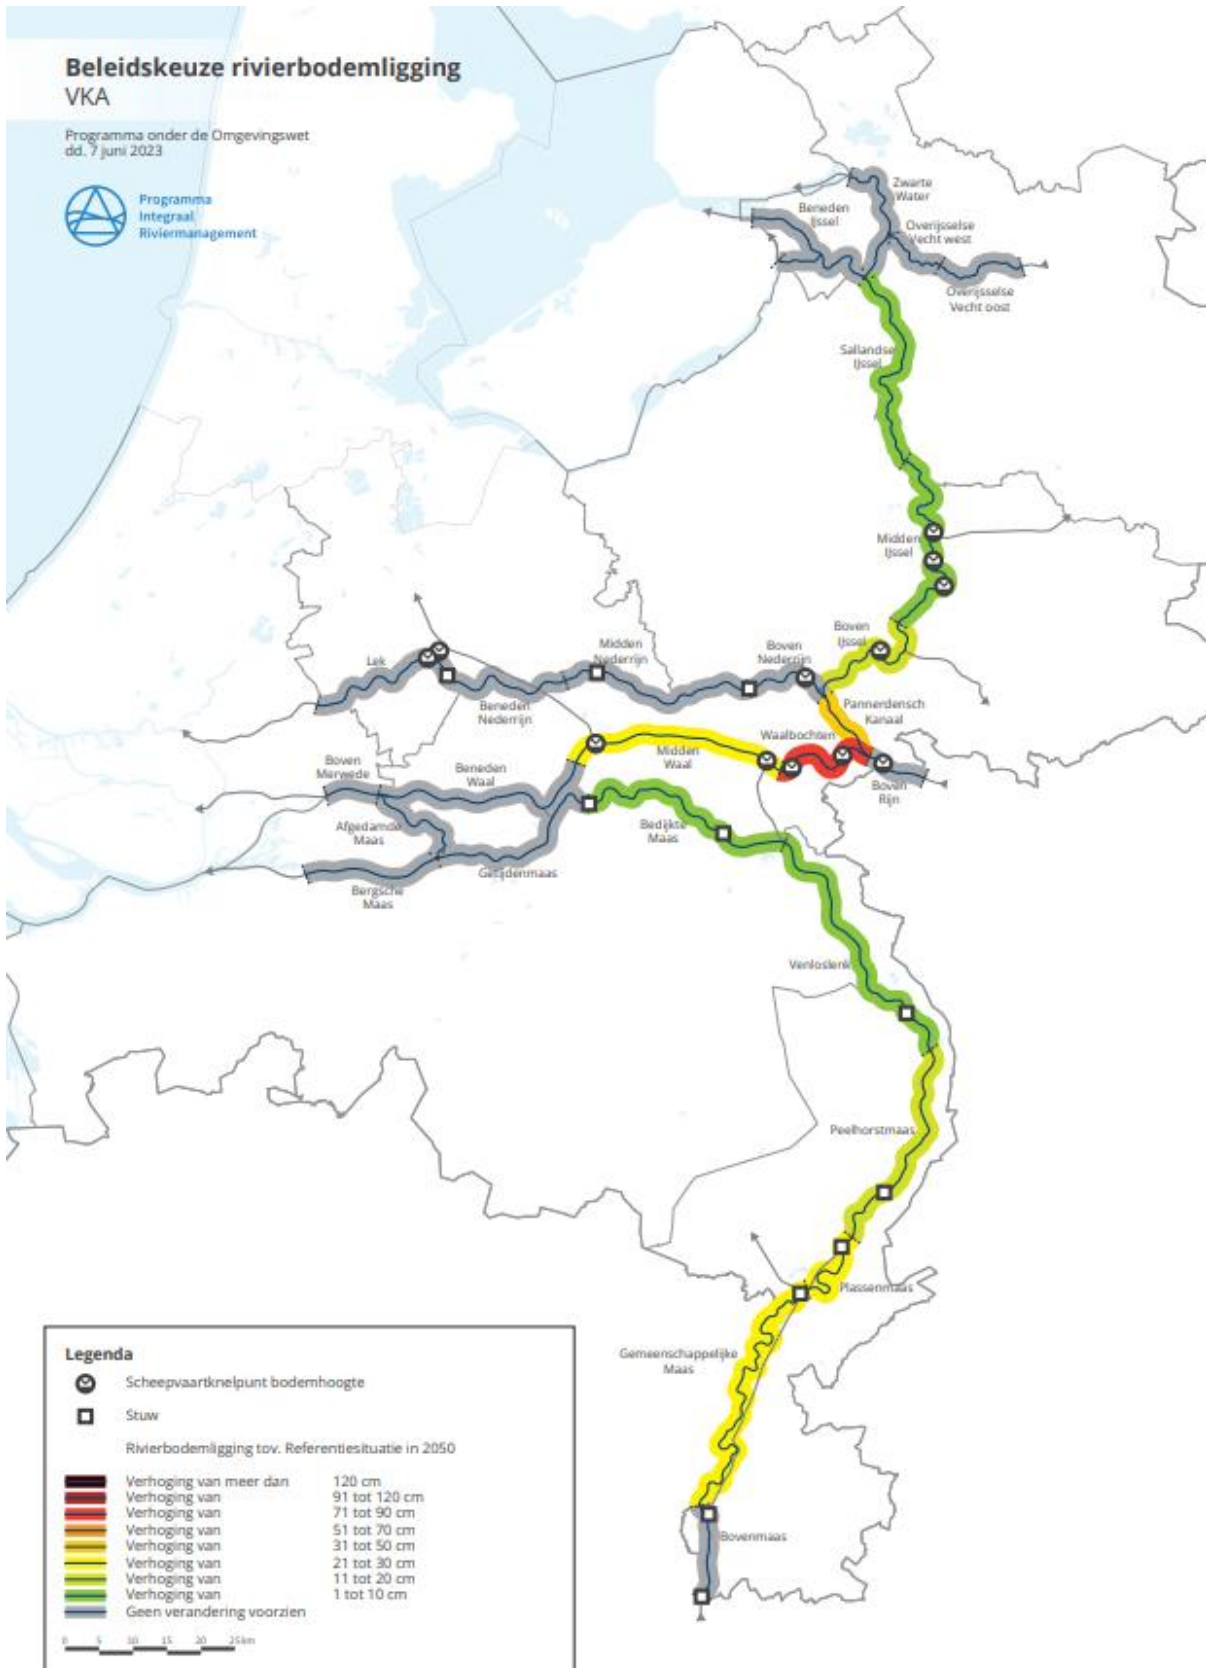 Beleidskeuze rivierbodemligging
VKA
Programma onder de Omgevingswet
dd. 7 juni 2023
Programma
Integraal
Riviermanagement
Zwarte
Water
Beneden
IJssel
Overijsselse
Vecht west
Overijsselse
Vecht oost
Sallandse
IJssel
Midden
IJssel
Boven
IJssel
Midden
Nederrijn
Boven
Nederrijn
Lek
Beneden
Nederrijn
Pannerdensch
Kanaal
Waalbochten
Midden
Waal
Boven
Rijn
Boven
Merwede
Beneden
Waal
Afgedamde
Maas
Bedijkte
Maas
Getijdenmaas
Bergsche
Maas
Venloslenk
Peelhorstmaas
Plassenmaas
Gemeenschappelijke
Maas
Bovenmaas
Legenda
Scheepvaartknelpunt bodemhoogte
Stuw
Rivierbodemligging tov. Referentiesituatie in 2050
Verhoging van meer dan 120 cm
Verhoging van 91 tot 120 cm
Verhoging van 71 tot 90 cm
Verhoging van 51 tot 70 cm
Verhoging van 31 tot 50 cm
Verhoging van 21 tot 30 cm
Verhoging van 11 tot 20 cm
Verhoging van 1 tot 10 cm
Geen verandering voorzien
0 5 10 15 20 25 km